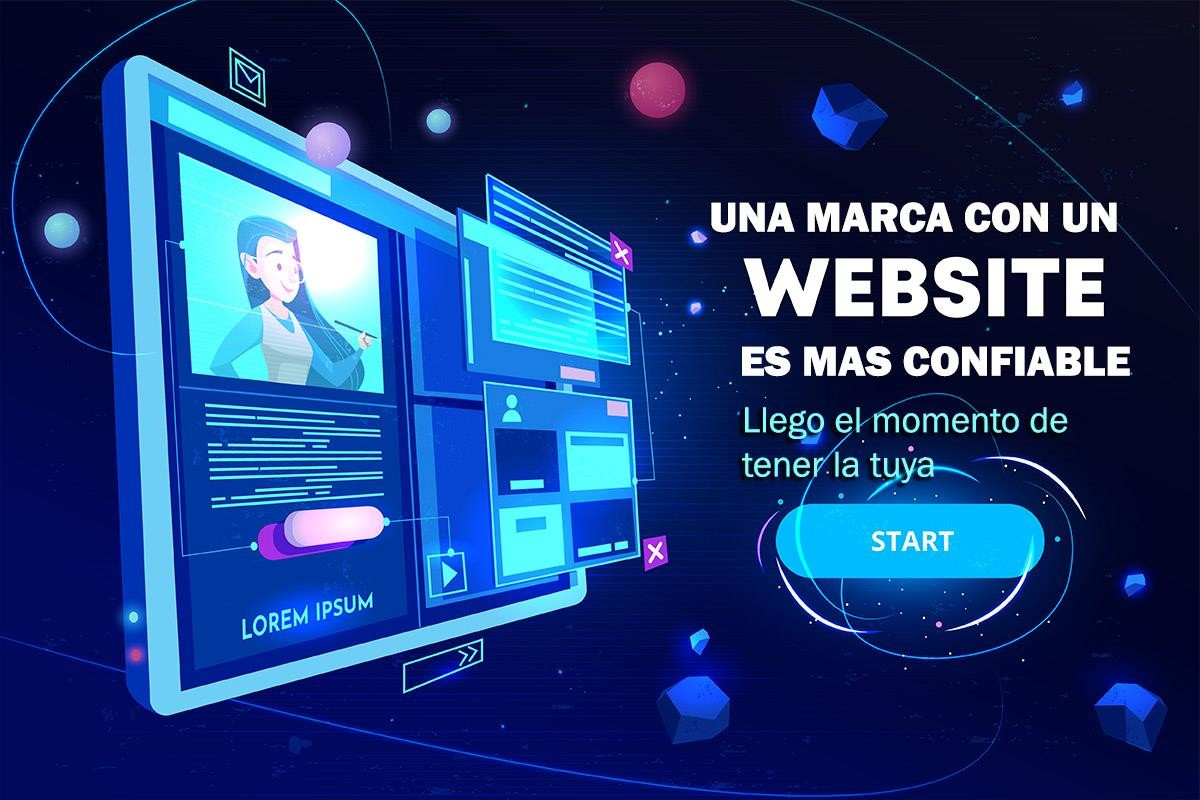 UNA MARCA CON UN
WEBSITE
ES MAS CONFIABLE
Llego el momento de
tener la tuya
START
LOREM IPSUM